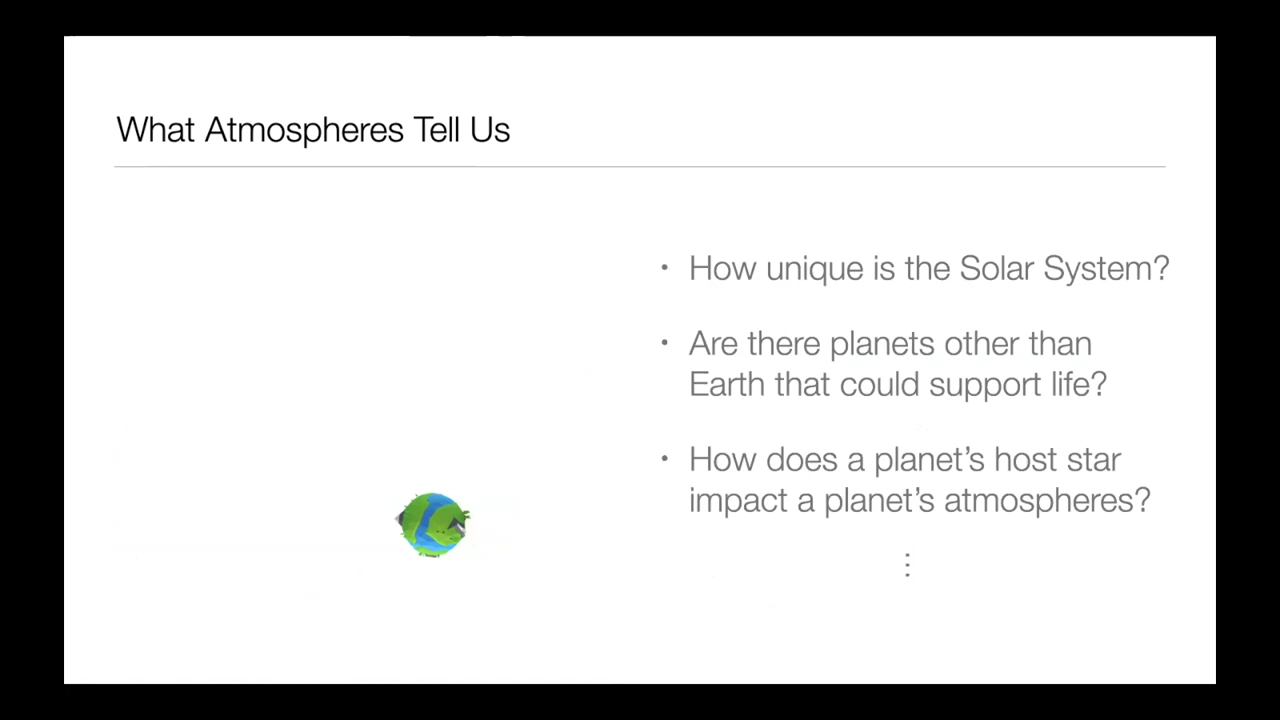 What Atmospheres Tell Us
• How unique is the Solar System?
• Are there planets other than
Earth that could support life?
• How does a planet’s host star
impact a planet’s atmospheres?
⋮